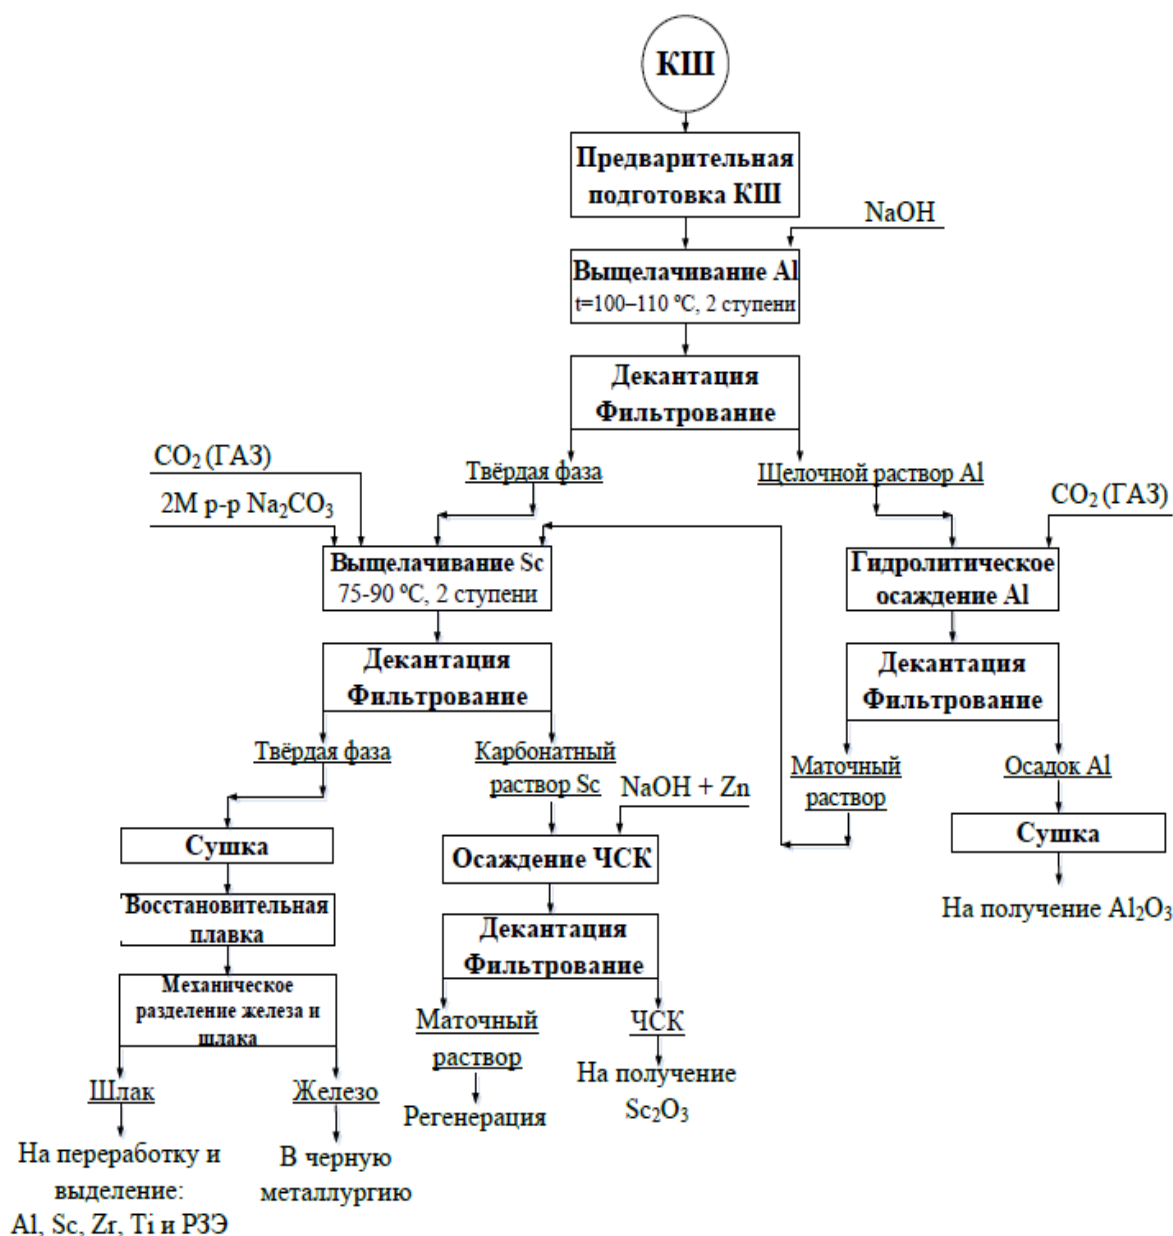 КШ
Предварительная
подготовка КШ
NaOH
Выщелачивание Al
t=100–110 ºC, 2 ступени
Декантация
Фильтрование
CO₂ (ГАЗ)
Твёрдая фаза
Щелочной раствор Al
2М р-р Na₂CO₃
CO₂ (ГАЗ)
Выщелачивание Sc
75-90 ºC, 2 ступени
Гидролитическое
осаждение Al
Декантация
Фильтрование
Декантация
Фильтрование
Твёрдая фаза
Карбонатный
раствор Sc
Маточный
раствор
Осадок Al
NaOH + Zn
Сушка
Осаждение ЧСК
Сушка
На получение Al₂O₃
Восстановительная
плавка
Декантация
Фильтрование
Механическое
разделение железа и
шлака
Маточный
раствор
ЧСК
Шлак
Железо
Регенерация
На получение
Sc₂O₃
На переработку и
выделение:
Al, Sc, Zr, Ti и РЗЭ
В черную
металлургию